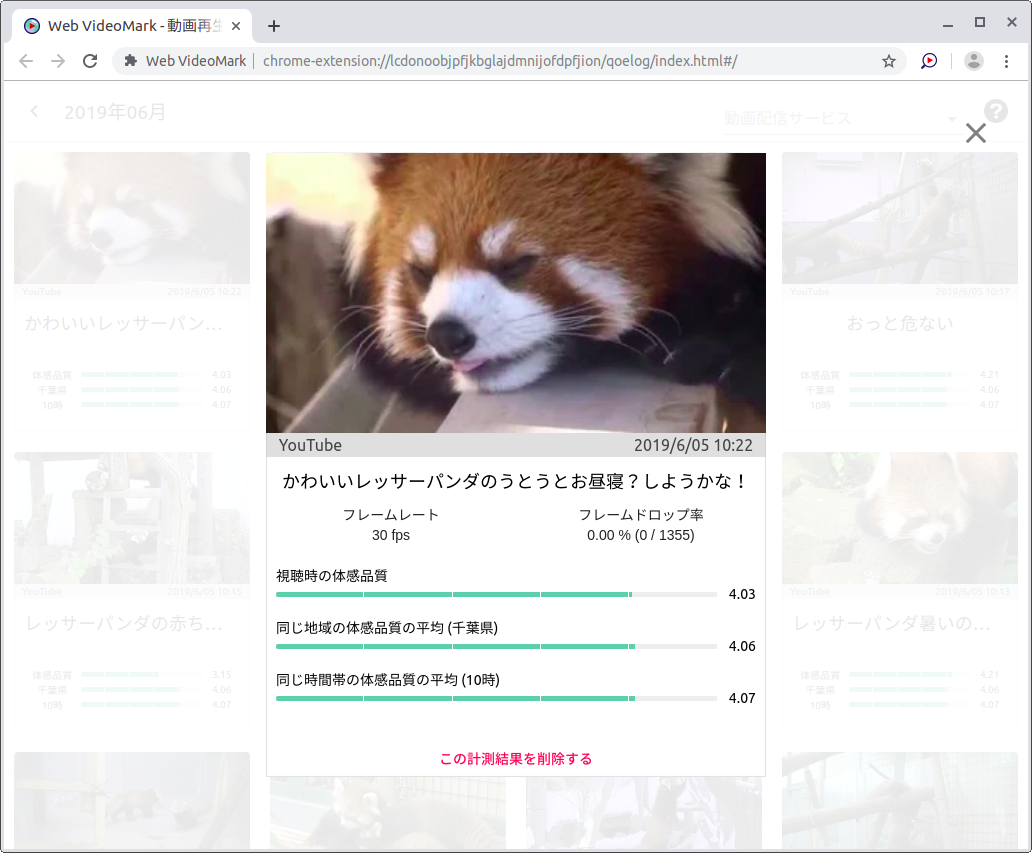 Web VideoMark - 動画再生
Web VideoMark | chrome-extension://lcdonoobjpfjkbglajdmnijofdpfjion/qoelog/index.html#/
2019年06月
動画配信サービス
YouTube 2019/6/05 10:22
かわいいレッサーパン...
体感品質 4.03
千葉県 4.06
10時 4.07
YouTube 2019/6/05 10:17
おっと危ない
体感品質 4.21
千葉県 4.06
10時 4.07
YouTube 2019/6/05 10:15
レッサーパンダの赤ち...
体感品質 3.15
千葉県 4.06
10時 4.07
YouTube 2019/6/05 10:13
レッサーパンダ暑いの...
体感品質 4.21
千葉県 4.06
10時 4.07
YouTube 2019/6/05 10:22
かわいいレッサーパンダのうとうとお昼寝？しようかな！
フレームレート フレームドロップ率
30 fps 0.00 % (0 / 1355)
視聴時の体感品質
4.03
同じ地域の体感品質の平均 (千葉県)
4.06
同じ時間帯の体感品質の平均 (10時)
4.07
この計測結果を削除する